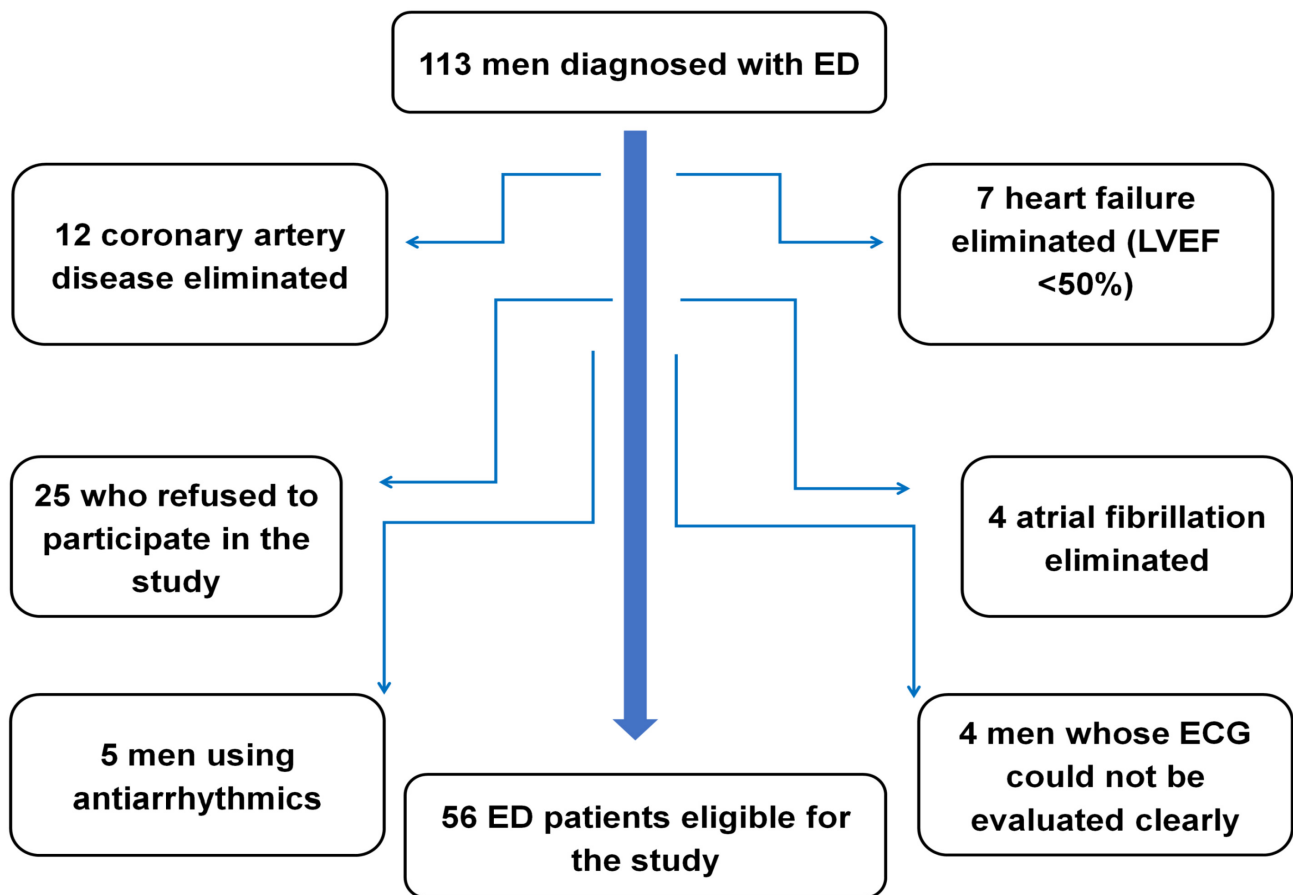 113 men diagnosed with ED
12 coronary artery
disease eliminated
7 heart failure
eliminated (LVEF
<50%)
25 who refused to
participate in the
study
4 atrial fibrillation
eliminated
5 men using
antiarrhythmics
4 men whose ECG
could not be
evaluated clearly
56 ED patients eligible for
the study